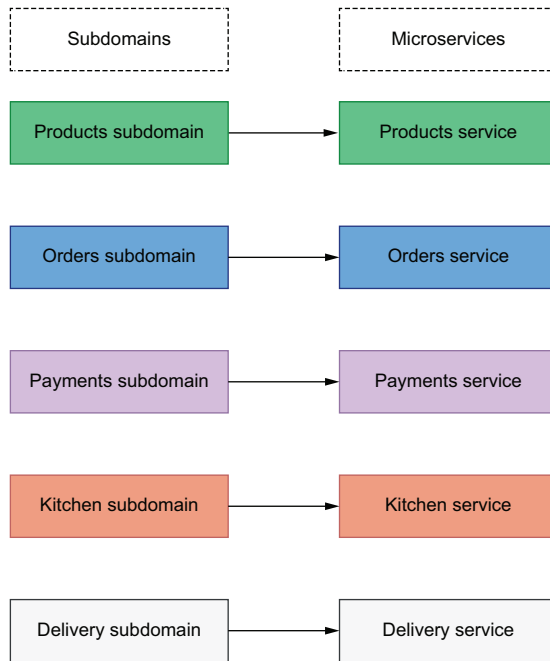 Subdomains
Microservices
Products subdomain
Products service
Orders subdomain
Orders service
Payments subdomain
Payments service
Kitchen subdomain
Kitchen service
Delivery subdomain
Delivery service